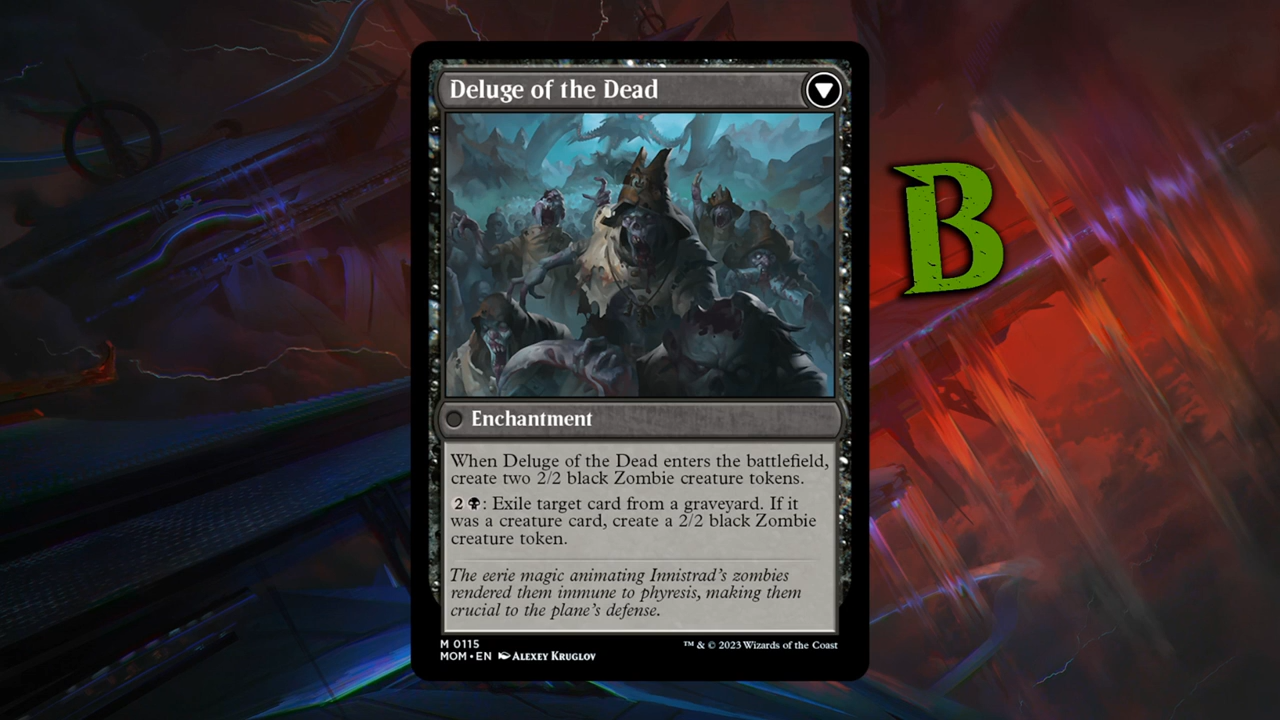 Deluge of the Dead
B
Enchantment
When Deluge of the Dead enters the battlefield,
create two 2/2 black Zombie creature tokens.
2 : Exile target card from a graveyard. If it
was a creature card, create a 2/2 black Zombie
creature token.
The eerie magic animating Innistrad's zombies
rendered them immune to phyresis, making them
crucial to the plane's defense.
M 0115
™ & © 2023 Wizards of the Coast
MOM • EN ALEXEY KRUGLOV